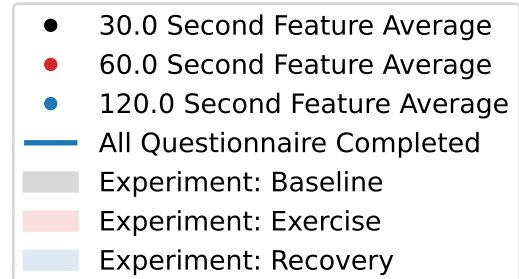 30.0 Second Feature Average
60.0 Second Feature Average
120.0 Second Feature Average
All Questionnaire Completed
Experiment: Baseline
Experiment: Exercise
Experiment: Recovery